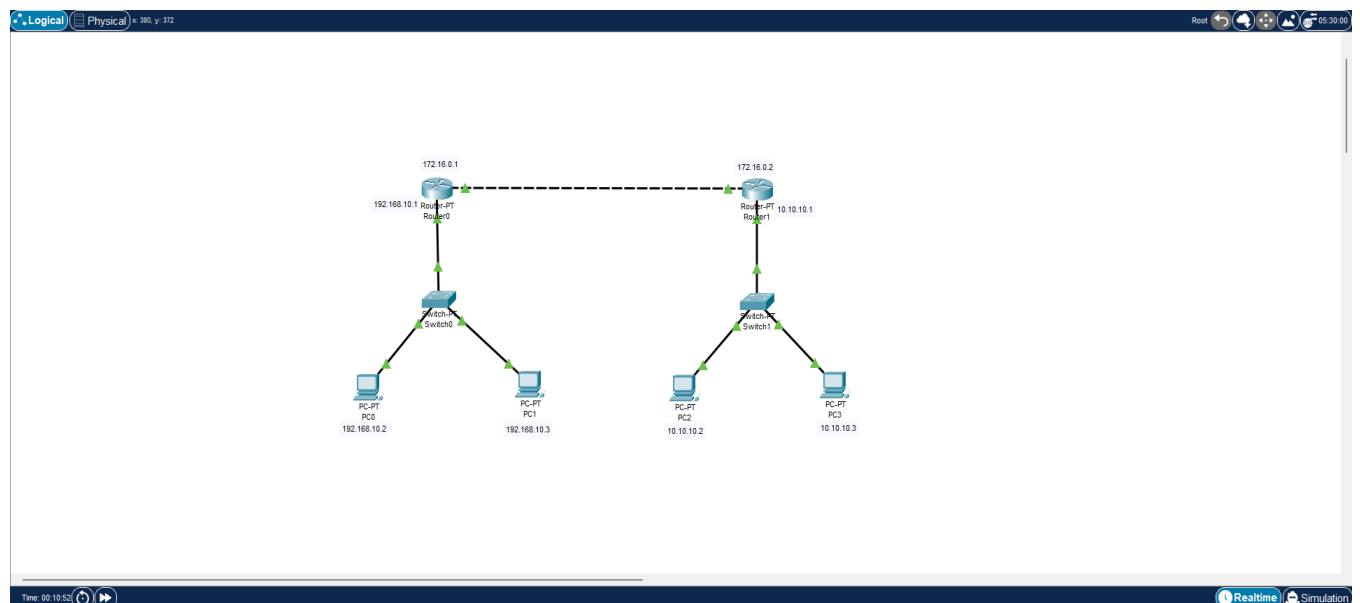 Logical
Physical
x: 380, y: 372
Root
05:30:00
172.16.0.1
172.16.0.2
192.168.10.1
Router-PT
Router0
Router-PT
Router1
10.10.10.1
Switch-PT
Switch0
Switch-PT
Switch1
PC-PT
PC0
192.168.10.2
PC-PT
PC1
192.168.10.3
PC-PT
PC2
10.10.10.2
PC-PT
PC3
10.10.10.3
Time: 00:10:52
Realtime
Simulation